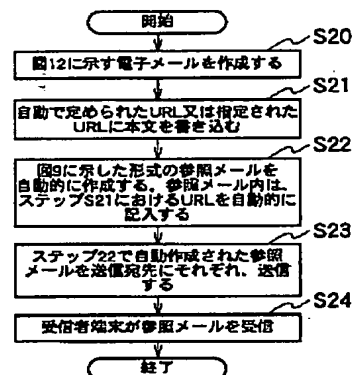 開始
S20
図12に示す電子メールを作成する
S21
自動で定められたURL又は指定された
URLに本文を書き込む
S22
図9に示した形式の参照メールを
自動的に作成する。参照メール内は、
ステップS21におけるURLを自動的に
記入する
S23
ステップ22で自動作成された参照
メールを送信宛先にそれぞれ、送信
する
S24
受信者端末が参照メールを受信
終了